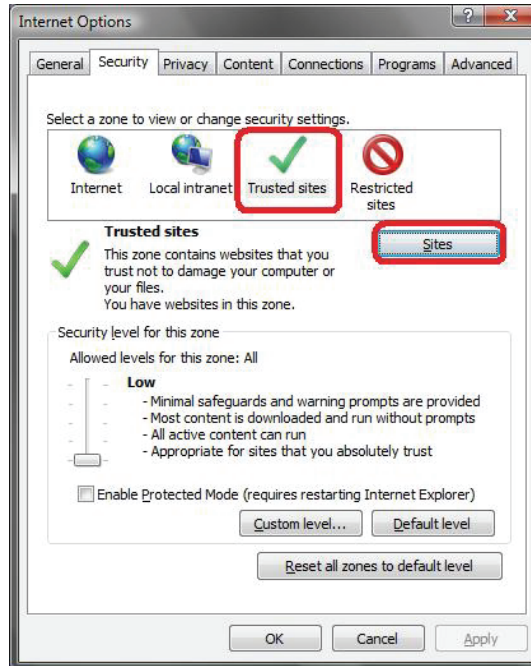 Internet Options
?
X
General Security Privacy Content Connections Programs Advanced
Select a zone to view or change security settings.
Internet Local intranet Trusted sites Restricted
sites
Trusted sites
Sites
This zone contains websites that you
trust not to damage your computer or
your files.
You have websites in this zone.
Security level for this zone
Allowed levels for this zone: All
Low
- Minimal safeguards and warning prompts are provided
- Most content is downloaded and run without prompts
- All active content can run
- Appropriate for sites that you absolutely trust
Enable Protected Mode (requires restarting Internet Explorer)
Custom level... Default level
Reset all zones to default level
OK Cancel Apply